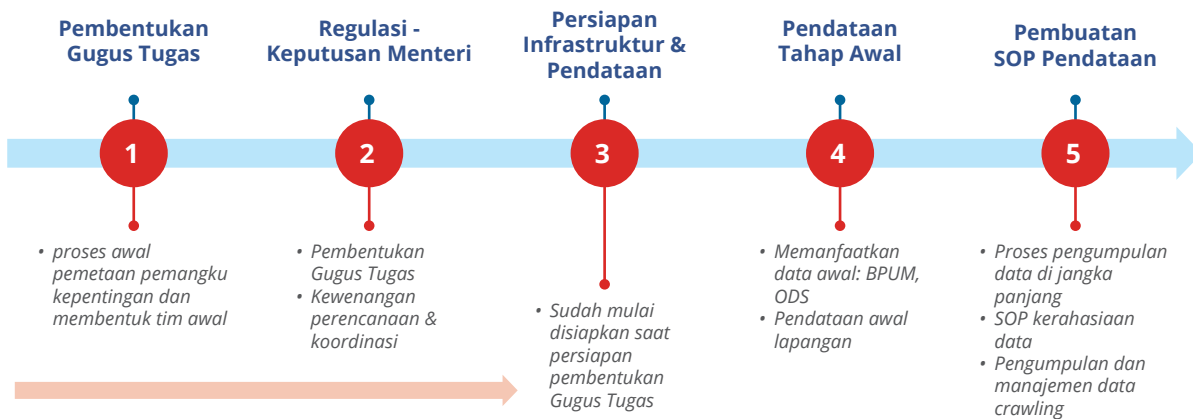 Pembentukan
Gugus Tugas
1
• proses awal
pemetaan pemangku
kepentingan dan
membentuk tim awal
Regulasi -
Keputusan Menteri
2
• Pembentukan
Gugus Tugas
• Kewenangan
perencanaan &
koordinasi
Persiapan
Infrastruktur &
Pendataan
3
• Sudah mulai
disiapkan saat
persiapan
pembentukan
Gugus Tugas
Pendataan
Tahap Awal
4
• Memanfaatkan
data awal: BPUM,
ODS
• Pendataan awal
lapangan
Pembuatan
SOP Pendataan
5
• Proses pengumpulan
data di jangka
panjang
• SOP kerahasiaan
data
• Pengumpulan dan
manajemen data
crawling